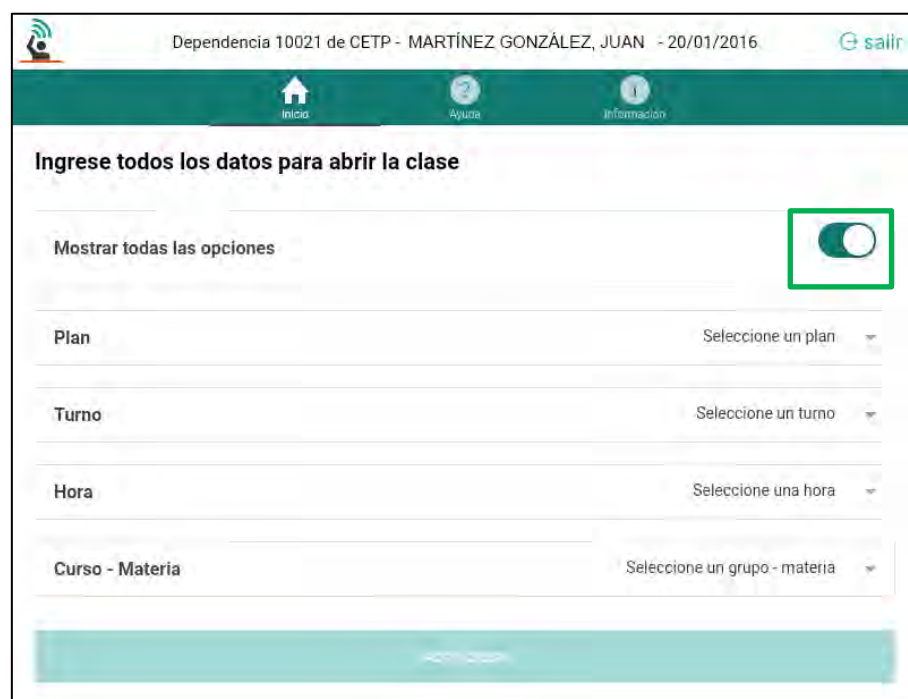 Dependencia 10021 de CETP - MARTÍNEZ GONZÁLEZ, JUAN - 20/01/2016
salir
Inicio
Ayuda
Información
Ingrese todos los datos para abrir la clase
Mostrar todas las opciones
Plan
Seleccione un plan
Turno
Seleccione un turno
Hora
Seleccione una hora
Curso - Materia
Seleccione un grupo - materia